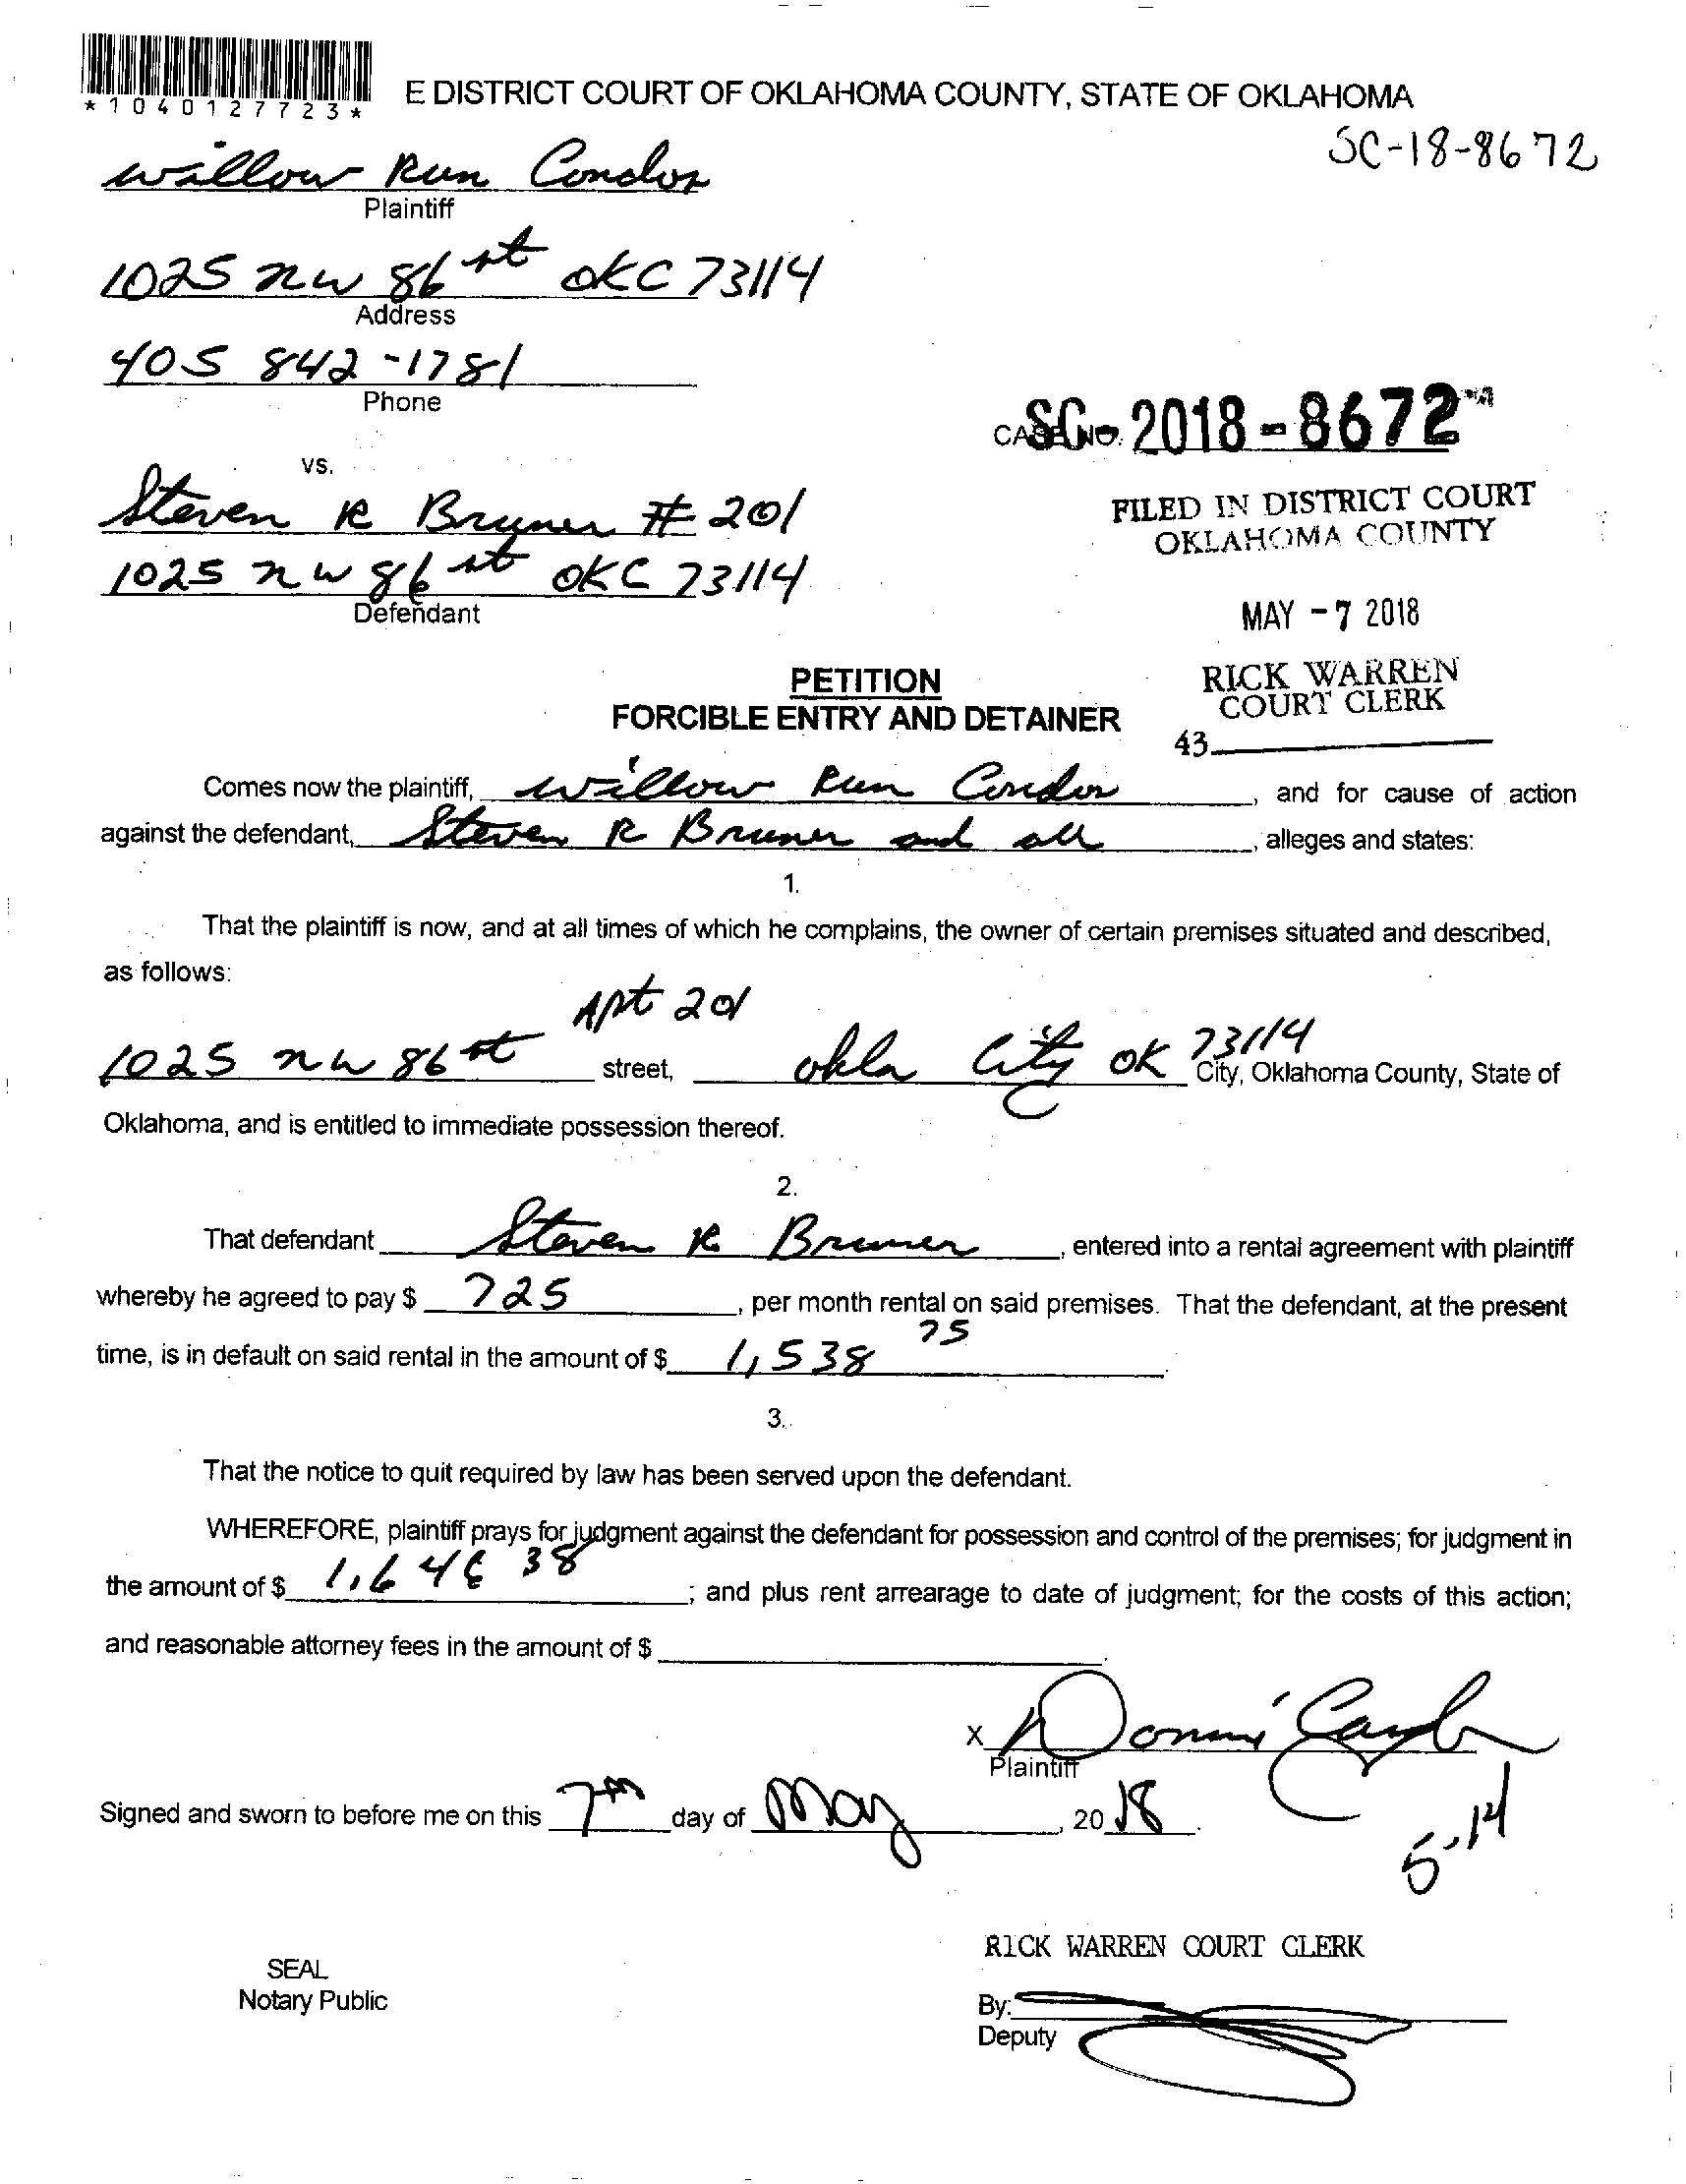 *1040127723*
E DISTRICT COURT OF OKLAHOMA COUNTY, STATE OF OKLAHOMA
SC-18-8672
Willow Run Condos
Plaintiff
1025 NW 86 st OKC 73114
Address
405 842-1781
Phone
CASE NO.
SC-2018-8672
vs.
Steven R Bruner # 201
1025 NW 86 st OKC 73114
Defendant
FILED IN DISTRICT COURT
OKLAHOMA COUNTY
MAY -7 2018
RICK WARREN
COURT CLERK
43
PETITION
FORCIBLE ENTRY AND DETAINER
Comes now the plaintiff, Willow Run Condos, and for cause of action
against the defendant, Steven R Bruner and all, alleges and states:
1.
That the plaintiff is now, and at all times of which he complains, the owner of certain premises situated and described,
as follows:
Apt 201
1025 NW 86 st street, Okla City OK 73114 City, Oklahoma County, State of
Oklahoma, and is entitled to immediate possession thereof.
2.
That defendant Steven R Bruner, entered into a rental agreement with plaintiff
whereby he agreed to pay $ 725, per month rental on said premises. That the defendant, at the present
time, is in default on said rental in the amount of $ 1,538 75.
3.
That the notice to quit required by law has been served upon the defendant.
WHEREFORE, plaintiff prays for judgment against the defendant for possession and control of the premises; for judgment in
the amount of $ 38; and plus rent arrearage to date of judgment; for the costs of this action;
and reasonable attorney fees in the amount of $.
X
Plaintiff
Signed and sworn to before me on this 7th day of May, 20 18.
5-14
RICK WARREN COURT CLERK
SEAL
Notary Public
By:
Deputy